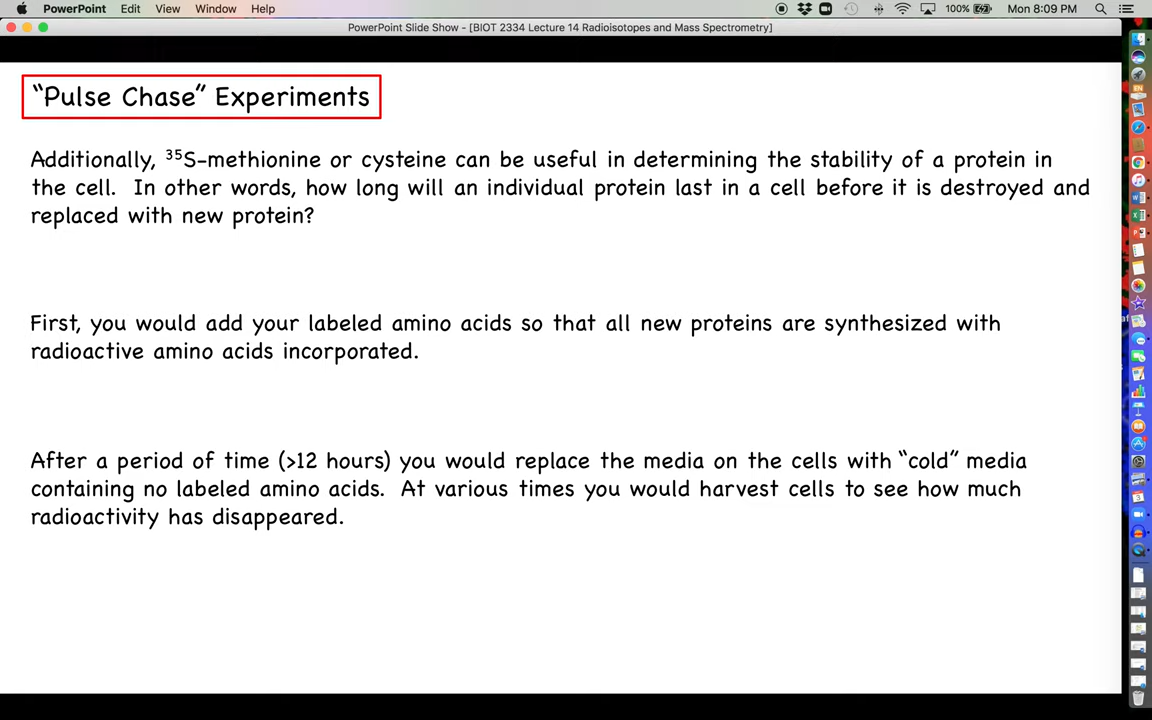 PowerPoint Edit View Window Help 100% Mon 8:09 PM
PowerPoint Slide Show - [BIOT 2334 Lecture 14 Radioisotopes and Mass Spectrometry]
“Pulse Chase” Experiments
Additionally, ³⁵S-methionine or cysteine can be useful in determining the stability of a protein in
the cell. In other words, how long will an individual protein last in a cell before it is destroyed and
replaced with new protein?
First, you would add your labeled amino acids so that all new proteins are synthesized with
radioactive amino acids incorporated.
After a period of time (>12 hours) you would replace the media on the cells with “cold” media
containing no labeled amino acids. At various times you would harvest cells to see how much
radioactivity has disappeared.